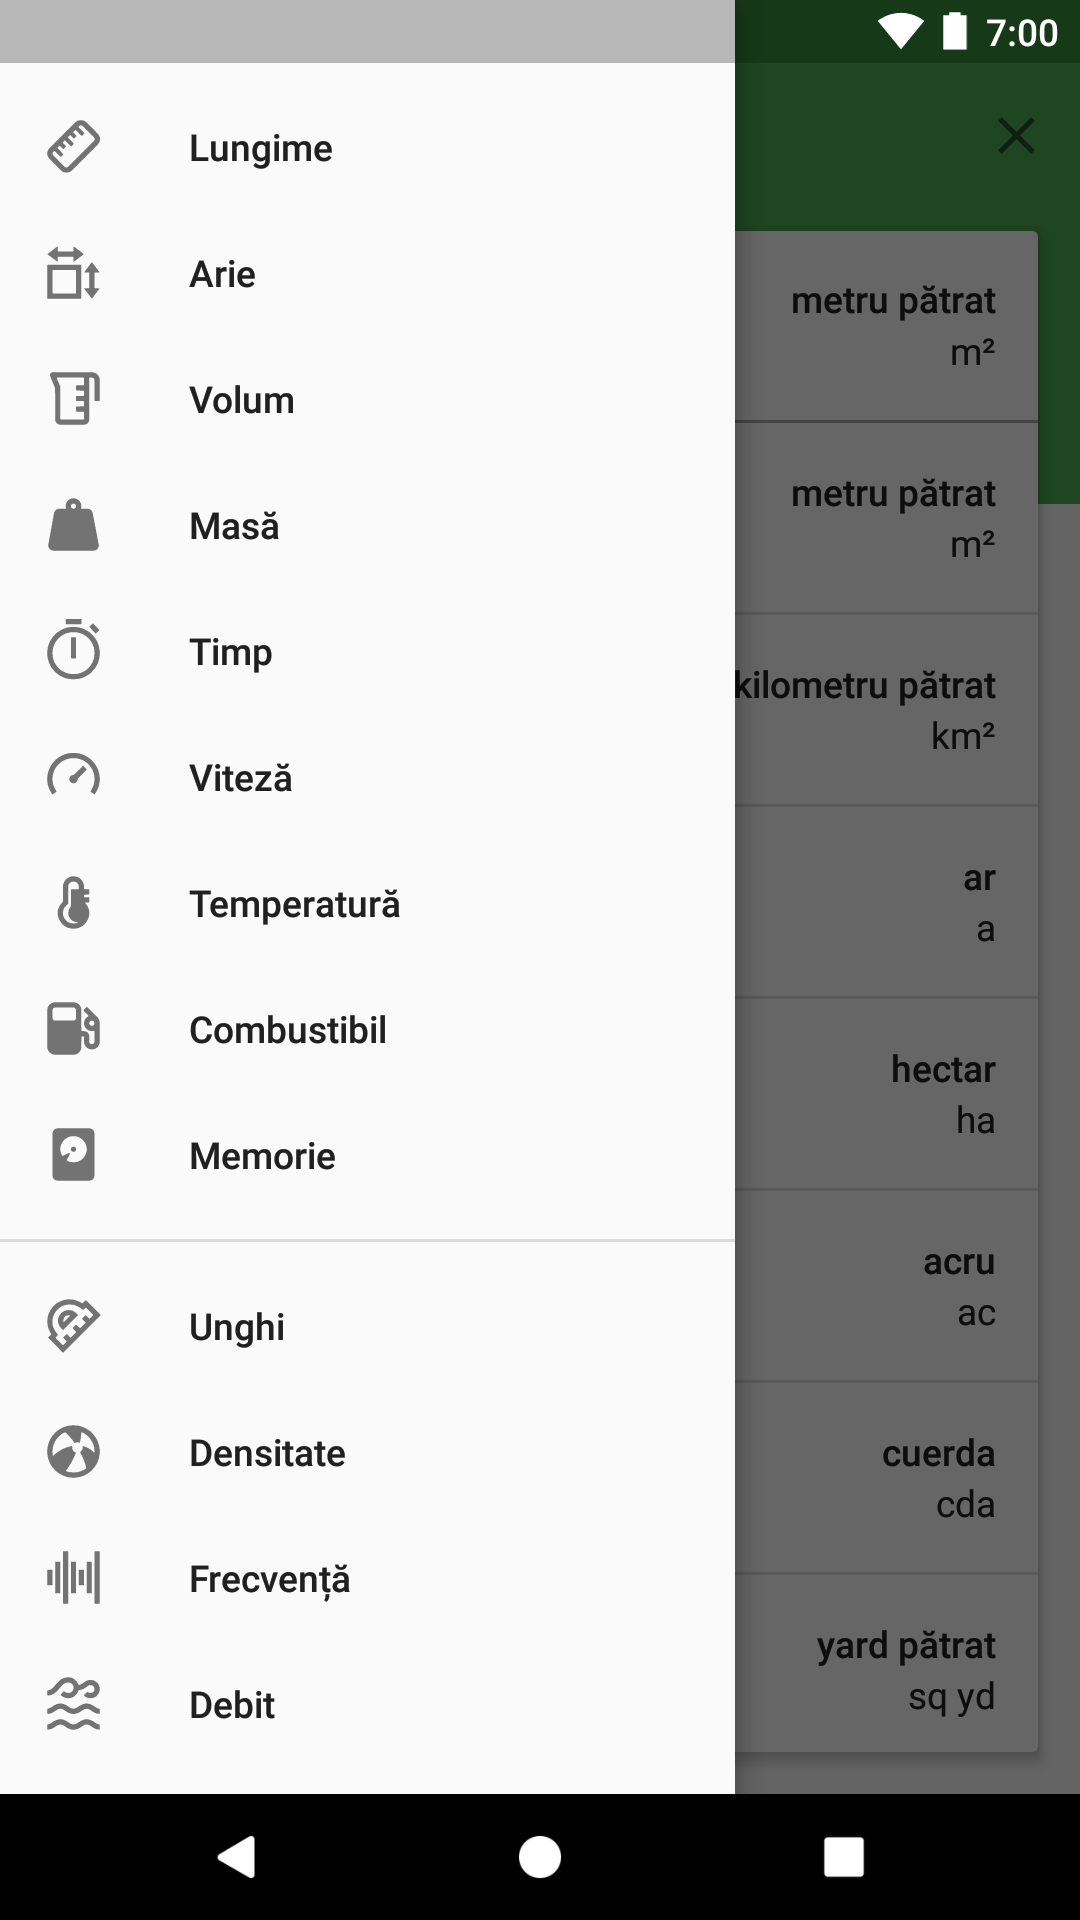 7:00
Lungime
Arie
Volum
Masă
Timp
Viteză
Temperatură
Combustibil
Memorie
Unghi
Densitate
Frecvență
Debit
metru pătrat
m²
metru pătrat
m²
kilometru pătrat
km²
ar
a
hectar
ha
acru
ac
cuerda
cda
yard pătrat
sq yd